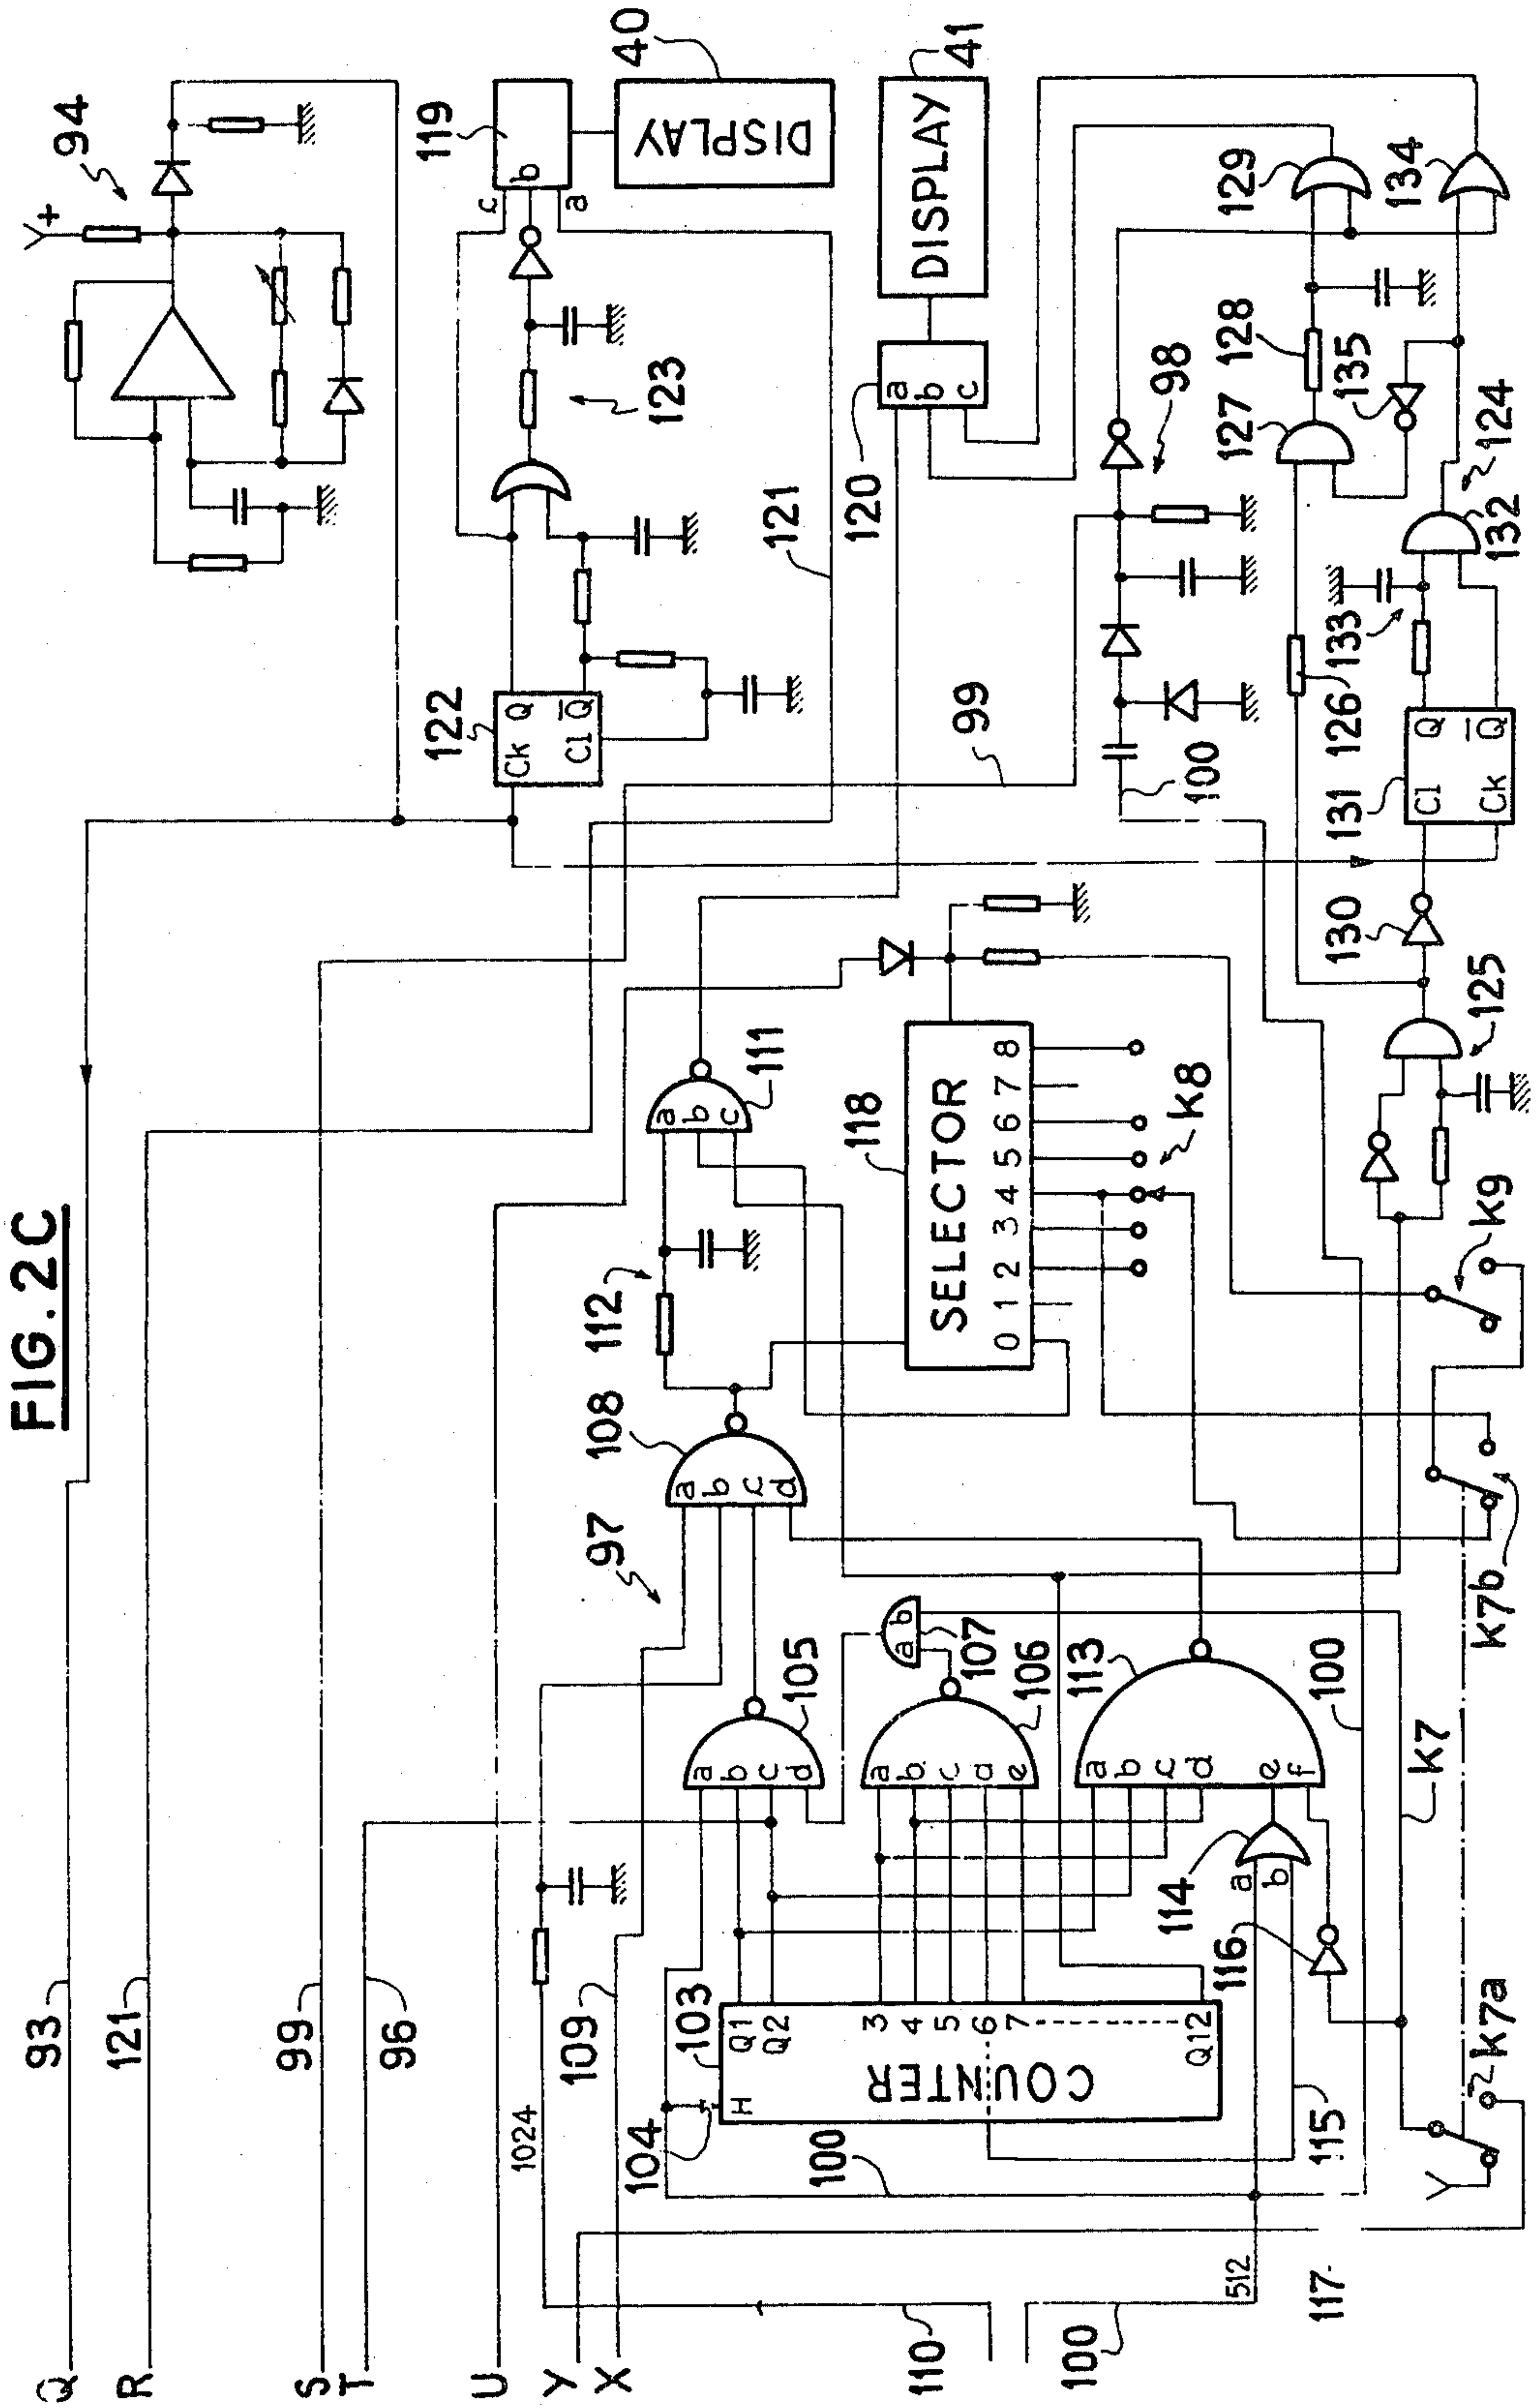 FIG. 2C
Q
93
R
121
S
99
T
96
U
Y
X
109
1024
110
100
512
117
94
+
119
c
b
a
DISPLAY
40
122
Ck
Q
Q
Cl
123
121
DISPLAY
41
120
a
b
c
99
98
100
129
134
128
127
135
124
132
133
126
131
Cl
Q
Q
Ck
130
125
112
111
a
b
c
108
a
b
c
d
97
118
SELECTOR
0 1 2 3 4 5 6 7 8
K8
K9
K7b
105
a
b
c
d
107
a
b
106
a
b
c
d
e
113
a
b
c
d
e
f
100
K7
114
a
b
116
103
104
H
Q1
Q2
3
4
5
6
7
Q12
COUNTER
100
115
K7a